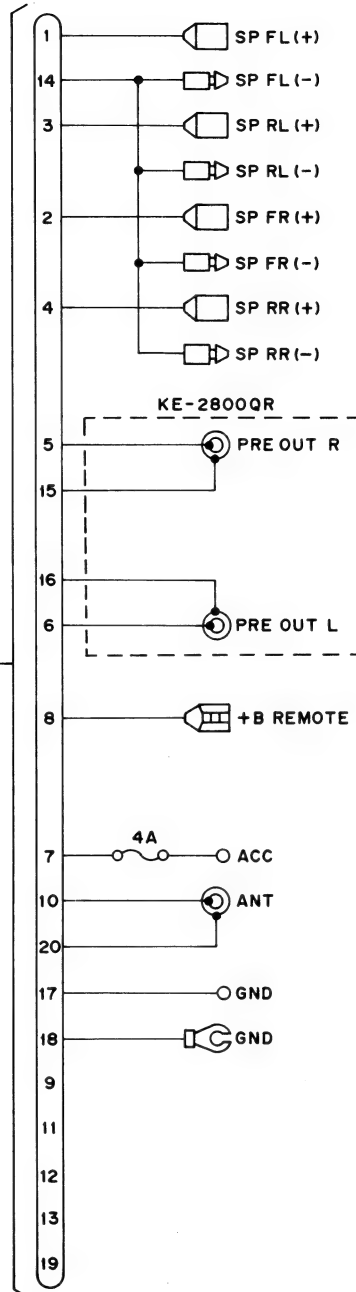 1 SP FL(+)
14 SP FL(-)
3 SP RL(+)
SP RL(-)
2 SP FR(+)
SP FR(-)
4 SP RR(+)
SP RR(-)
KE-2800QR
5 PRE OUT R
15
16
6 PRE OUT L
8 +B REMOTE
4A
7 ACC
10 ANT
20
17 GND
18 GND
9
11
12
13
19